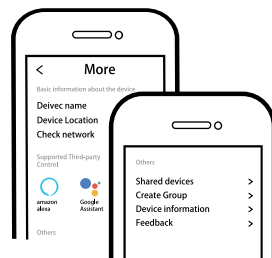 < More
Basic information about the device
Deivec name
Device Location
Check network
Supported Third-party
Control
amazon
alexa
Google
Assistant
Others
Others
Shared devices >
Create Group >
Device information >
Feedback >